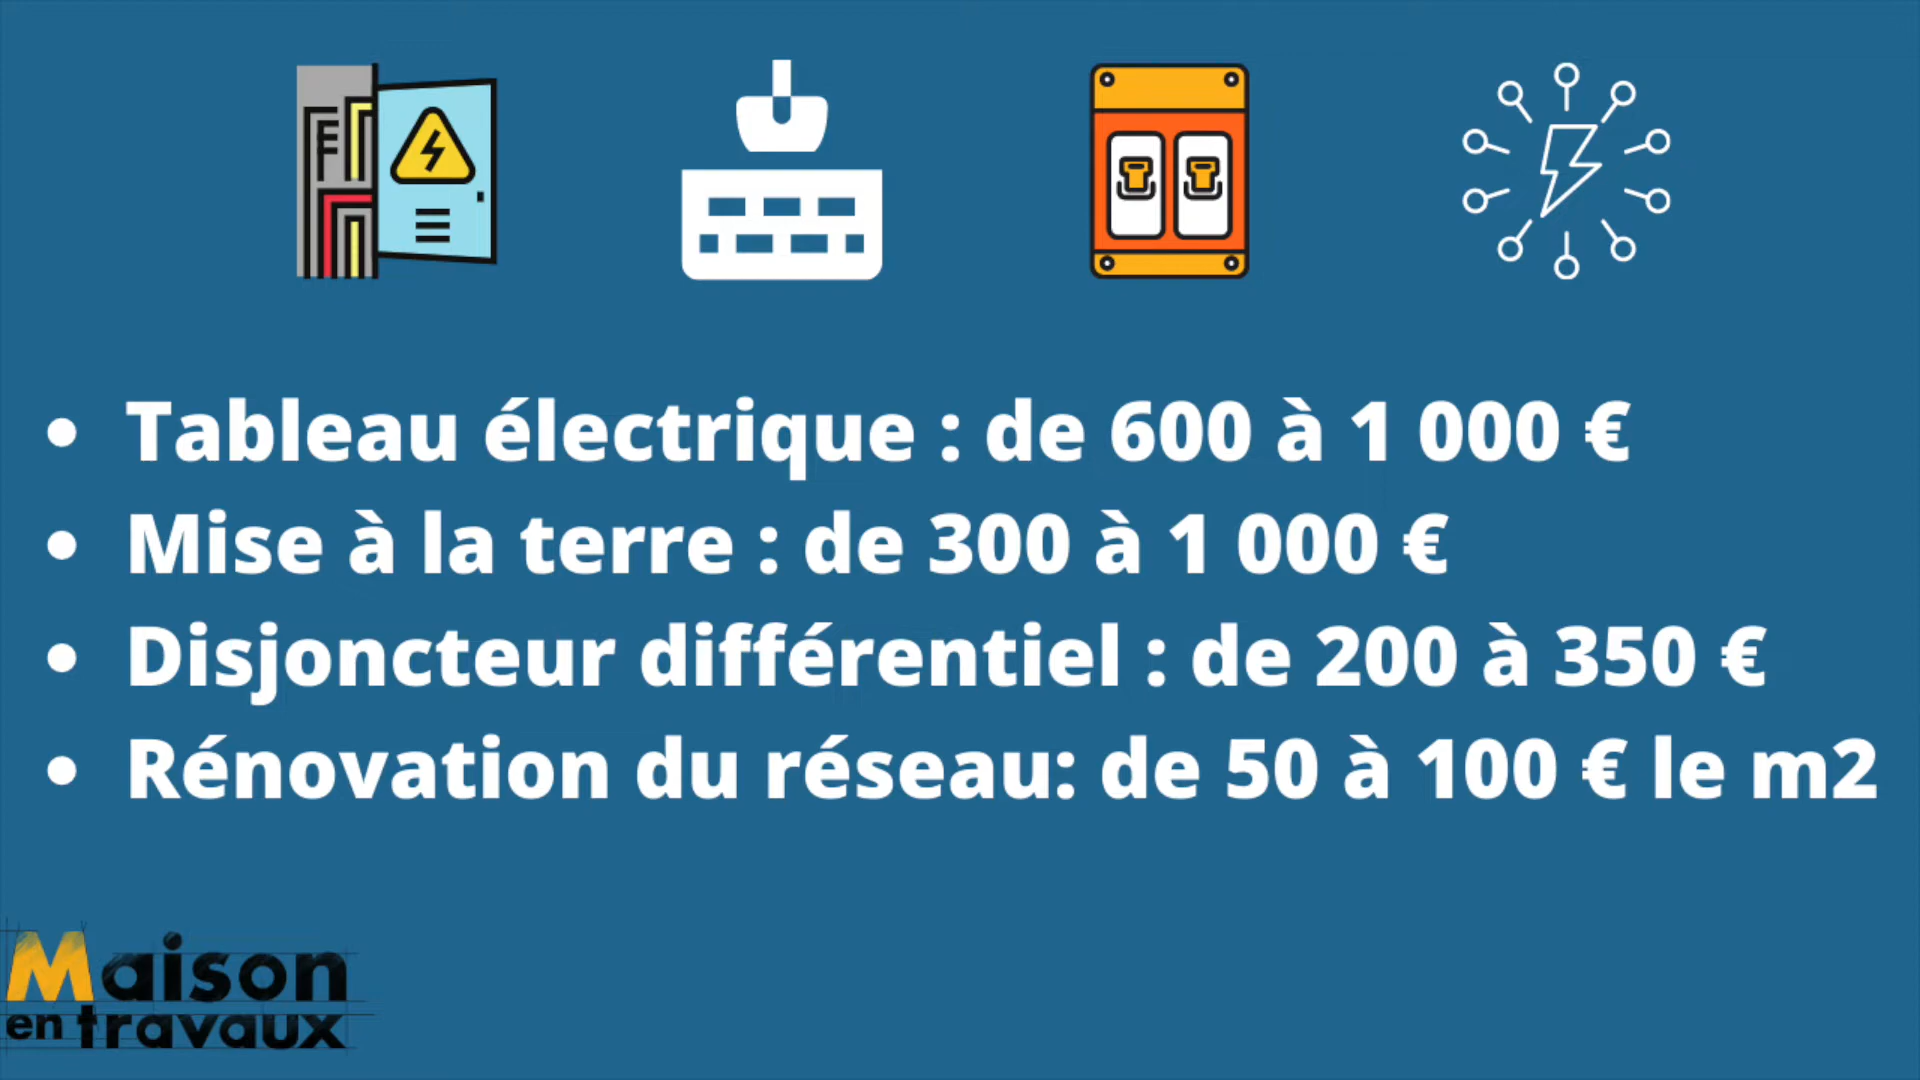 Tableau électrique : de 600 à 1 000 €
Mise à la terre : de 300 à 1 000 €
Disjoncteur différentiel : de 200 à 350 €
Rénovation du réseau: de 50 à 100 € le m2
Maison
en travaux